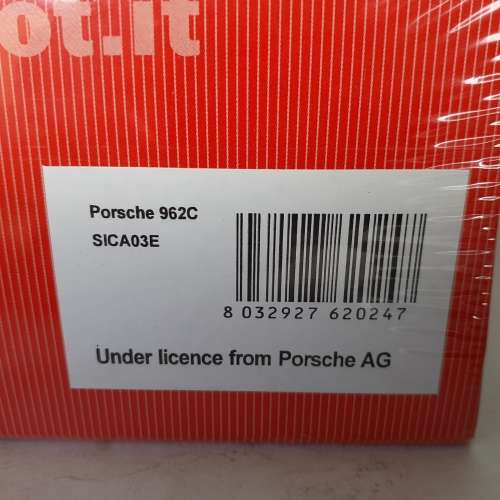 ot.it
Porsche 962C
SICA03E
8 032927 620247
Under licence from Porsche AG